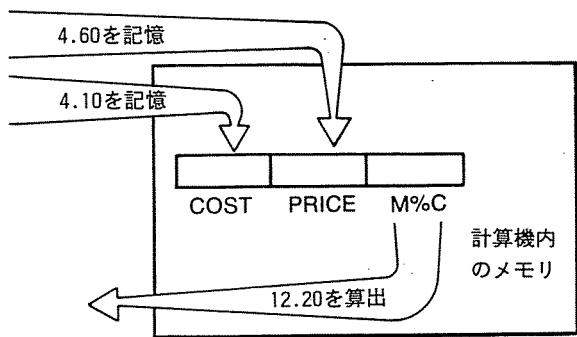 4.60を記憶
4.10を記憶
COST PRICE M%C
計算機内
のメモリ
12.20を算出